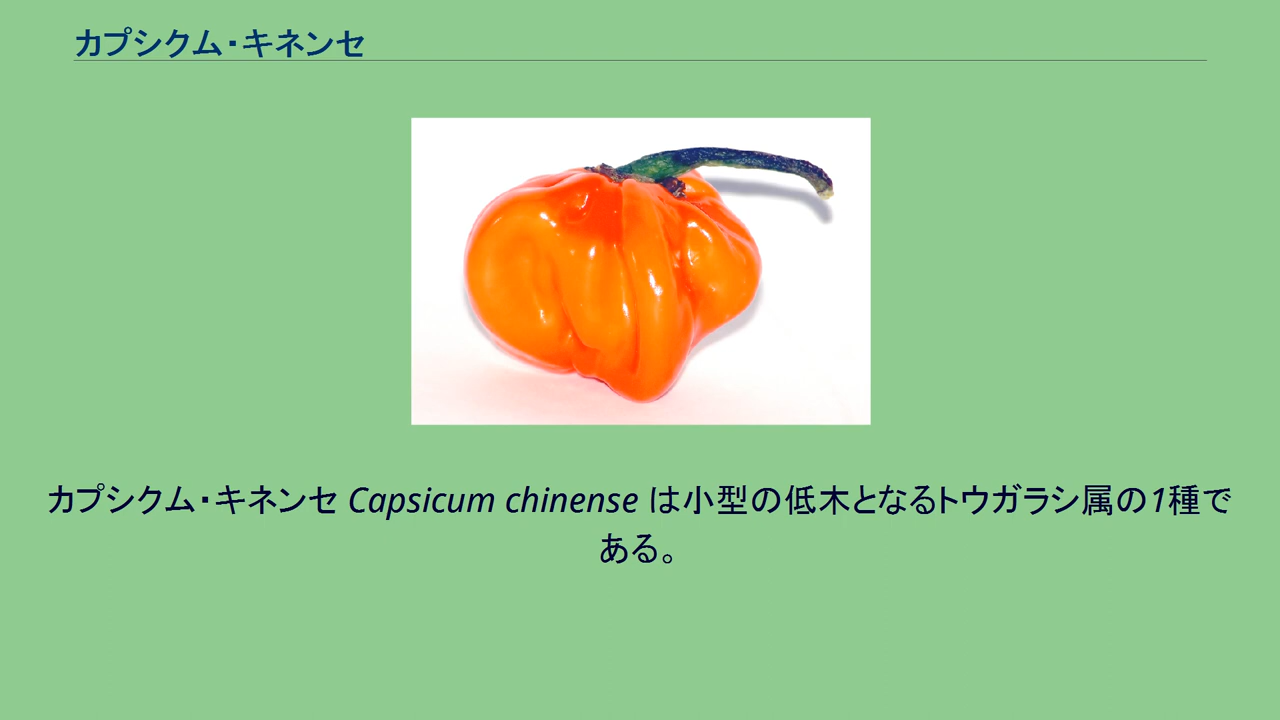 カプシクム・キネンセ
カプシクム・キネンセ Capsicum chinense は小型の低木となるトウガラシ属の1種で
ある。